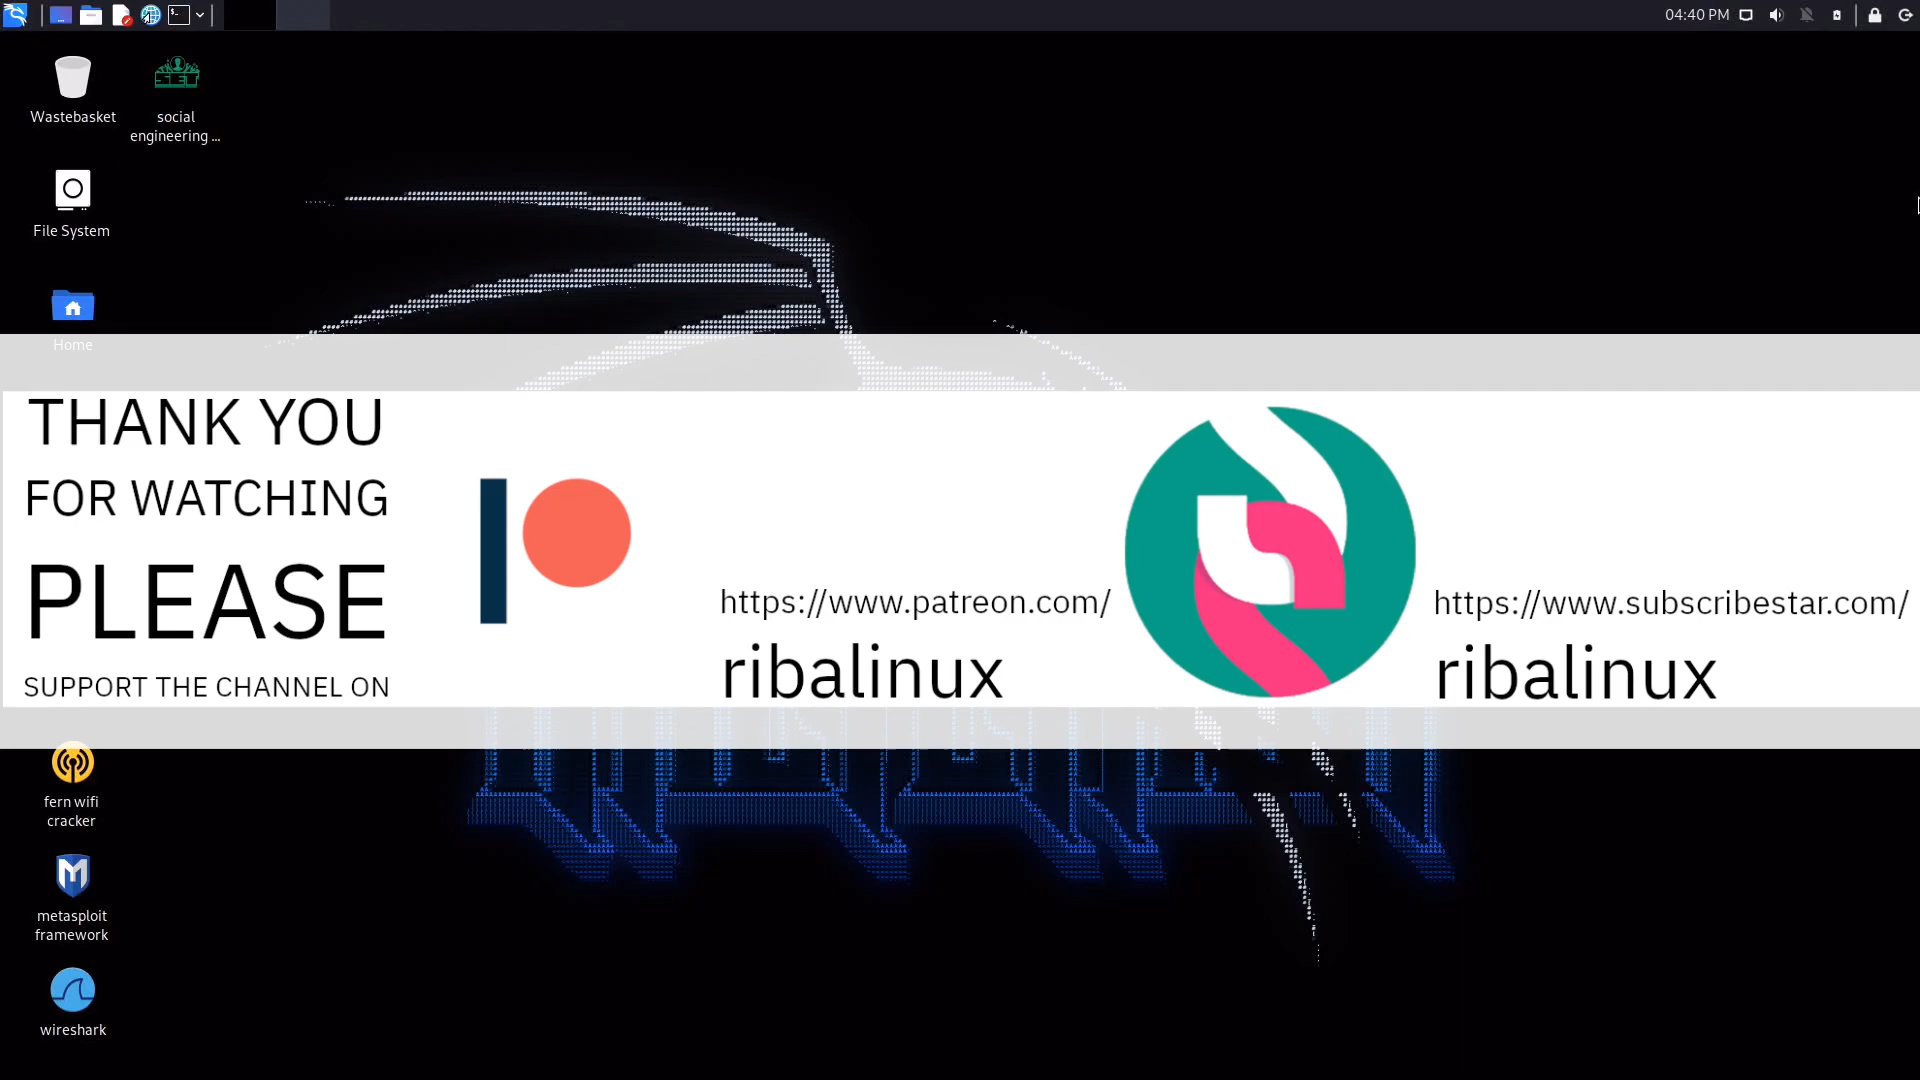 04:40 PM
Wastebasket
social
engineering ...
File System
Home
THANK YOU
FOR WATCHING
PLEASE
SUPPORT THE CHANNEL ON
https://www.patreon.com/
ribalinux
https://www.subscribestar.com/
ribalinux
fern wifi
cracker
metasploit
framework
wireshark